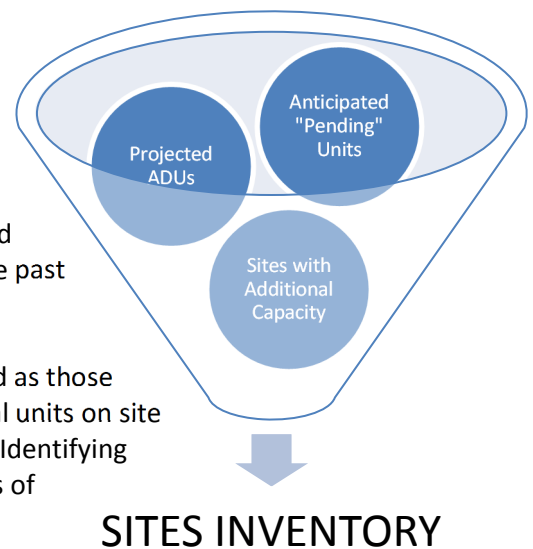 Anticipated
"Pending"
Units
Projected
ADUs
Sites with
Additional
Capacity
d
e past
d as those
al units on site
Identifying
s of
SITES INVENTORY